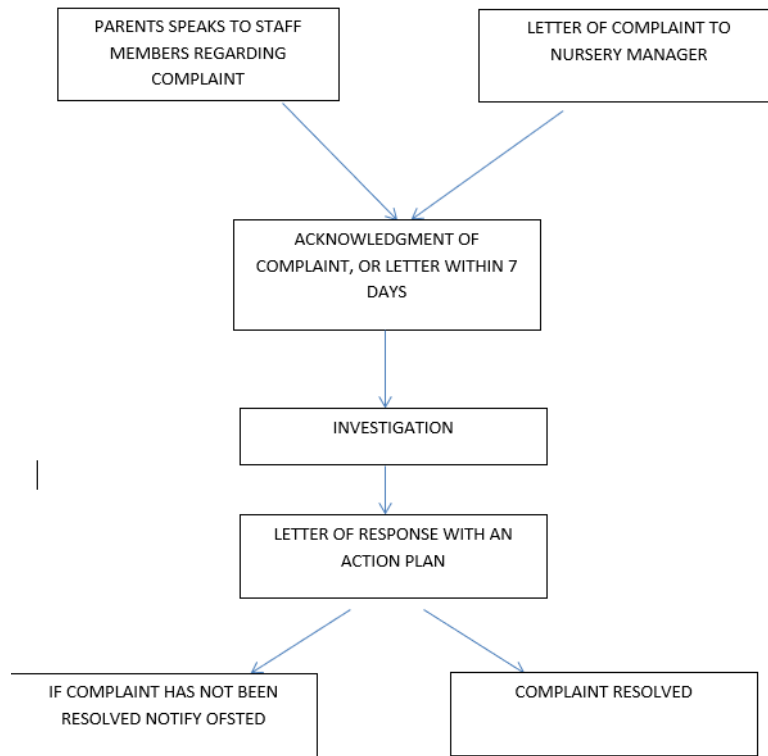 PARENTS SPEAKS TO STAFF
MEMBERS REGARDING
COMPLAINT
LETTER OF COMPLAINT TO
NURSERY MANAGER
ACKNOWLEDGMENT OF
COMPLAINT, OR LETTER WITHIN 7
DAYS
INVESTIGATION
LETTER OF RESPONSE WITH AN
ACTION PLAN
IF COMPLAINT HAS NOT BEEN
RESOLVED NOTIFY OFSTED
COMPLAINT RESOLVED